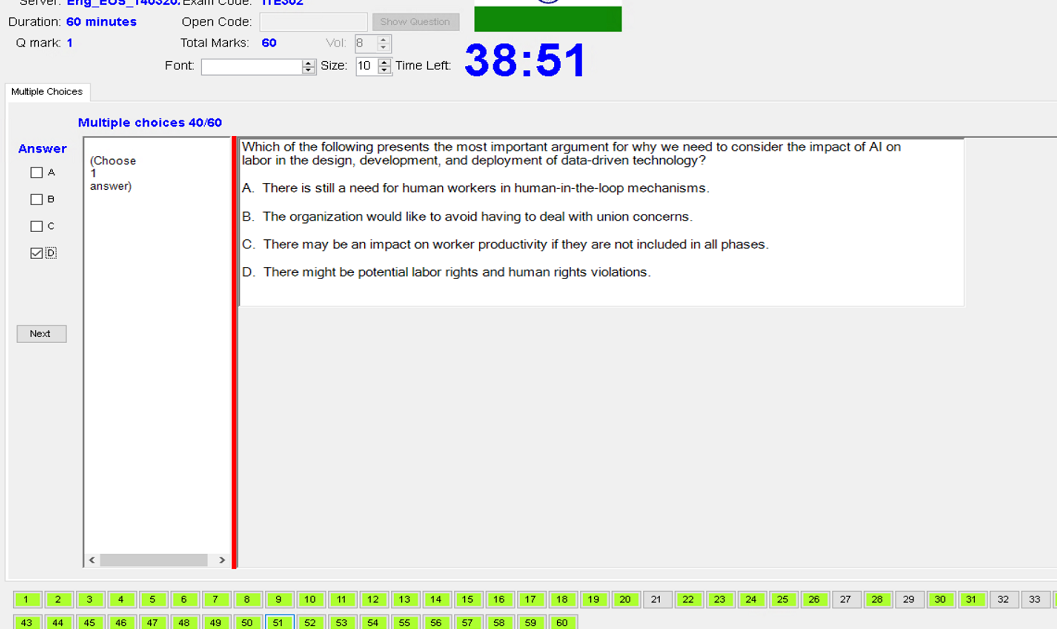 Server: Eng_EOS_140320. Exam Code: ITE302
Duration: 60 minutes Open Code: Show Question
Q mark: 1 Total Marks: 60 Vol: 8
Font: Size: 10 Time Left: 38:51
Multiple Choices
Multiple choices 40/60
Answer
A
B
C
D
Next
(Choose
1
answer)
Which of the following presents the most important argument for why we need to consider the impact of AI on
labor in the design, development, and deployment of data-driven technology?
A. There is still a need for human workers in human-in-the-loop mechanisms.
B. The organization would like to avoid having to deal with union concerns.
C. There may be an impact on worker productivity if they are not included in all phases.
D. There might be potential labor rights and human rights violations.
1 2 3 4 5 6 7 8 9 10 11 12 13 14 15 16 17 18 19 20 21 22 23 24 25 26 27 28 29 30 31 32 33
43 44 45 46 47 48 49 50 51 52 53 54 55 56 57 58 59 60